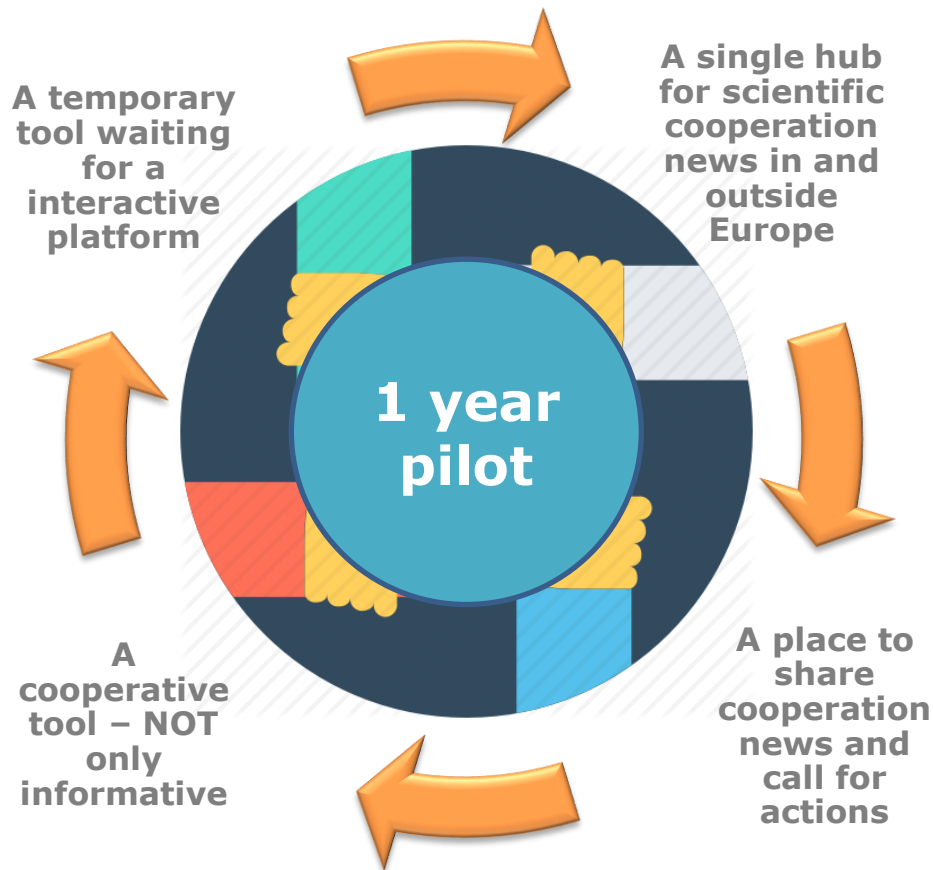 A temporary
tool waiting
for a
interactive
platform
A single hub
for scientific
cooperation
news in and
outside
Europe
1 year
pilot
A
cooperative
tool – NOT
only
informative
A place to
share
cooperation
news and
call for
actions